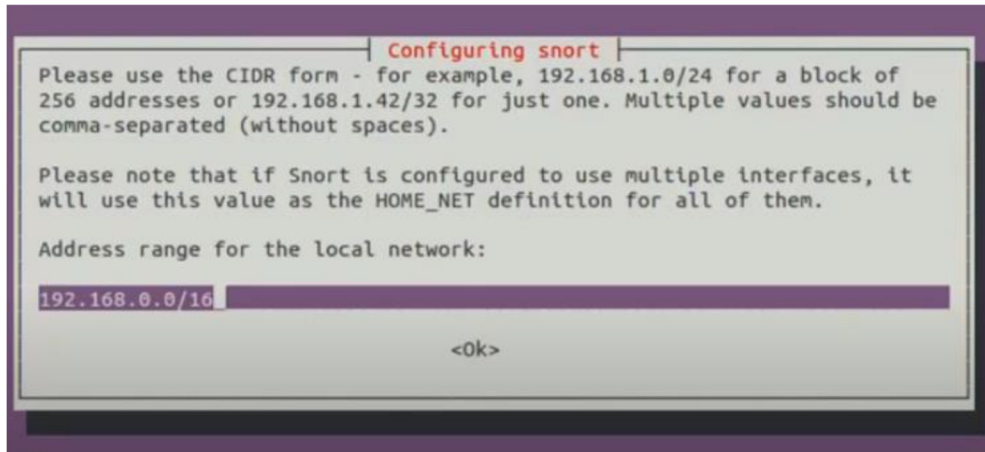 Configuring snort
Please use the CIDR form - for example, 192.168.1.0/24 for a block of
256 addresses or 192.168.1.42/32 for just one. Multiple values should be
comma-separated (without spaces).
Please note that if Snort is configured to use multiple interfaces, it
will use this value as the HOME_NET definition for all of them.
Address range for the local network:
192.168.0.0/16
<Ok>